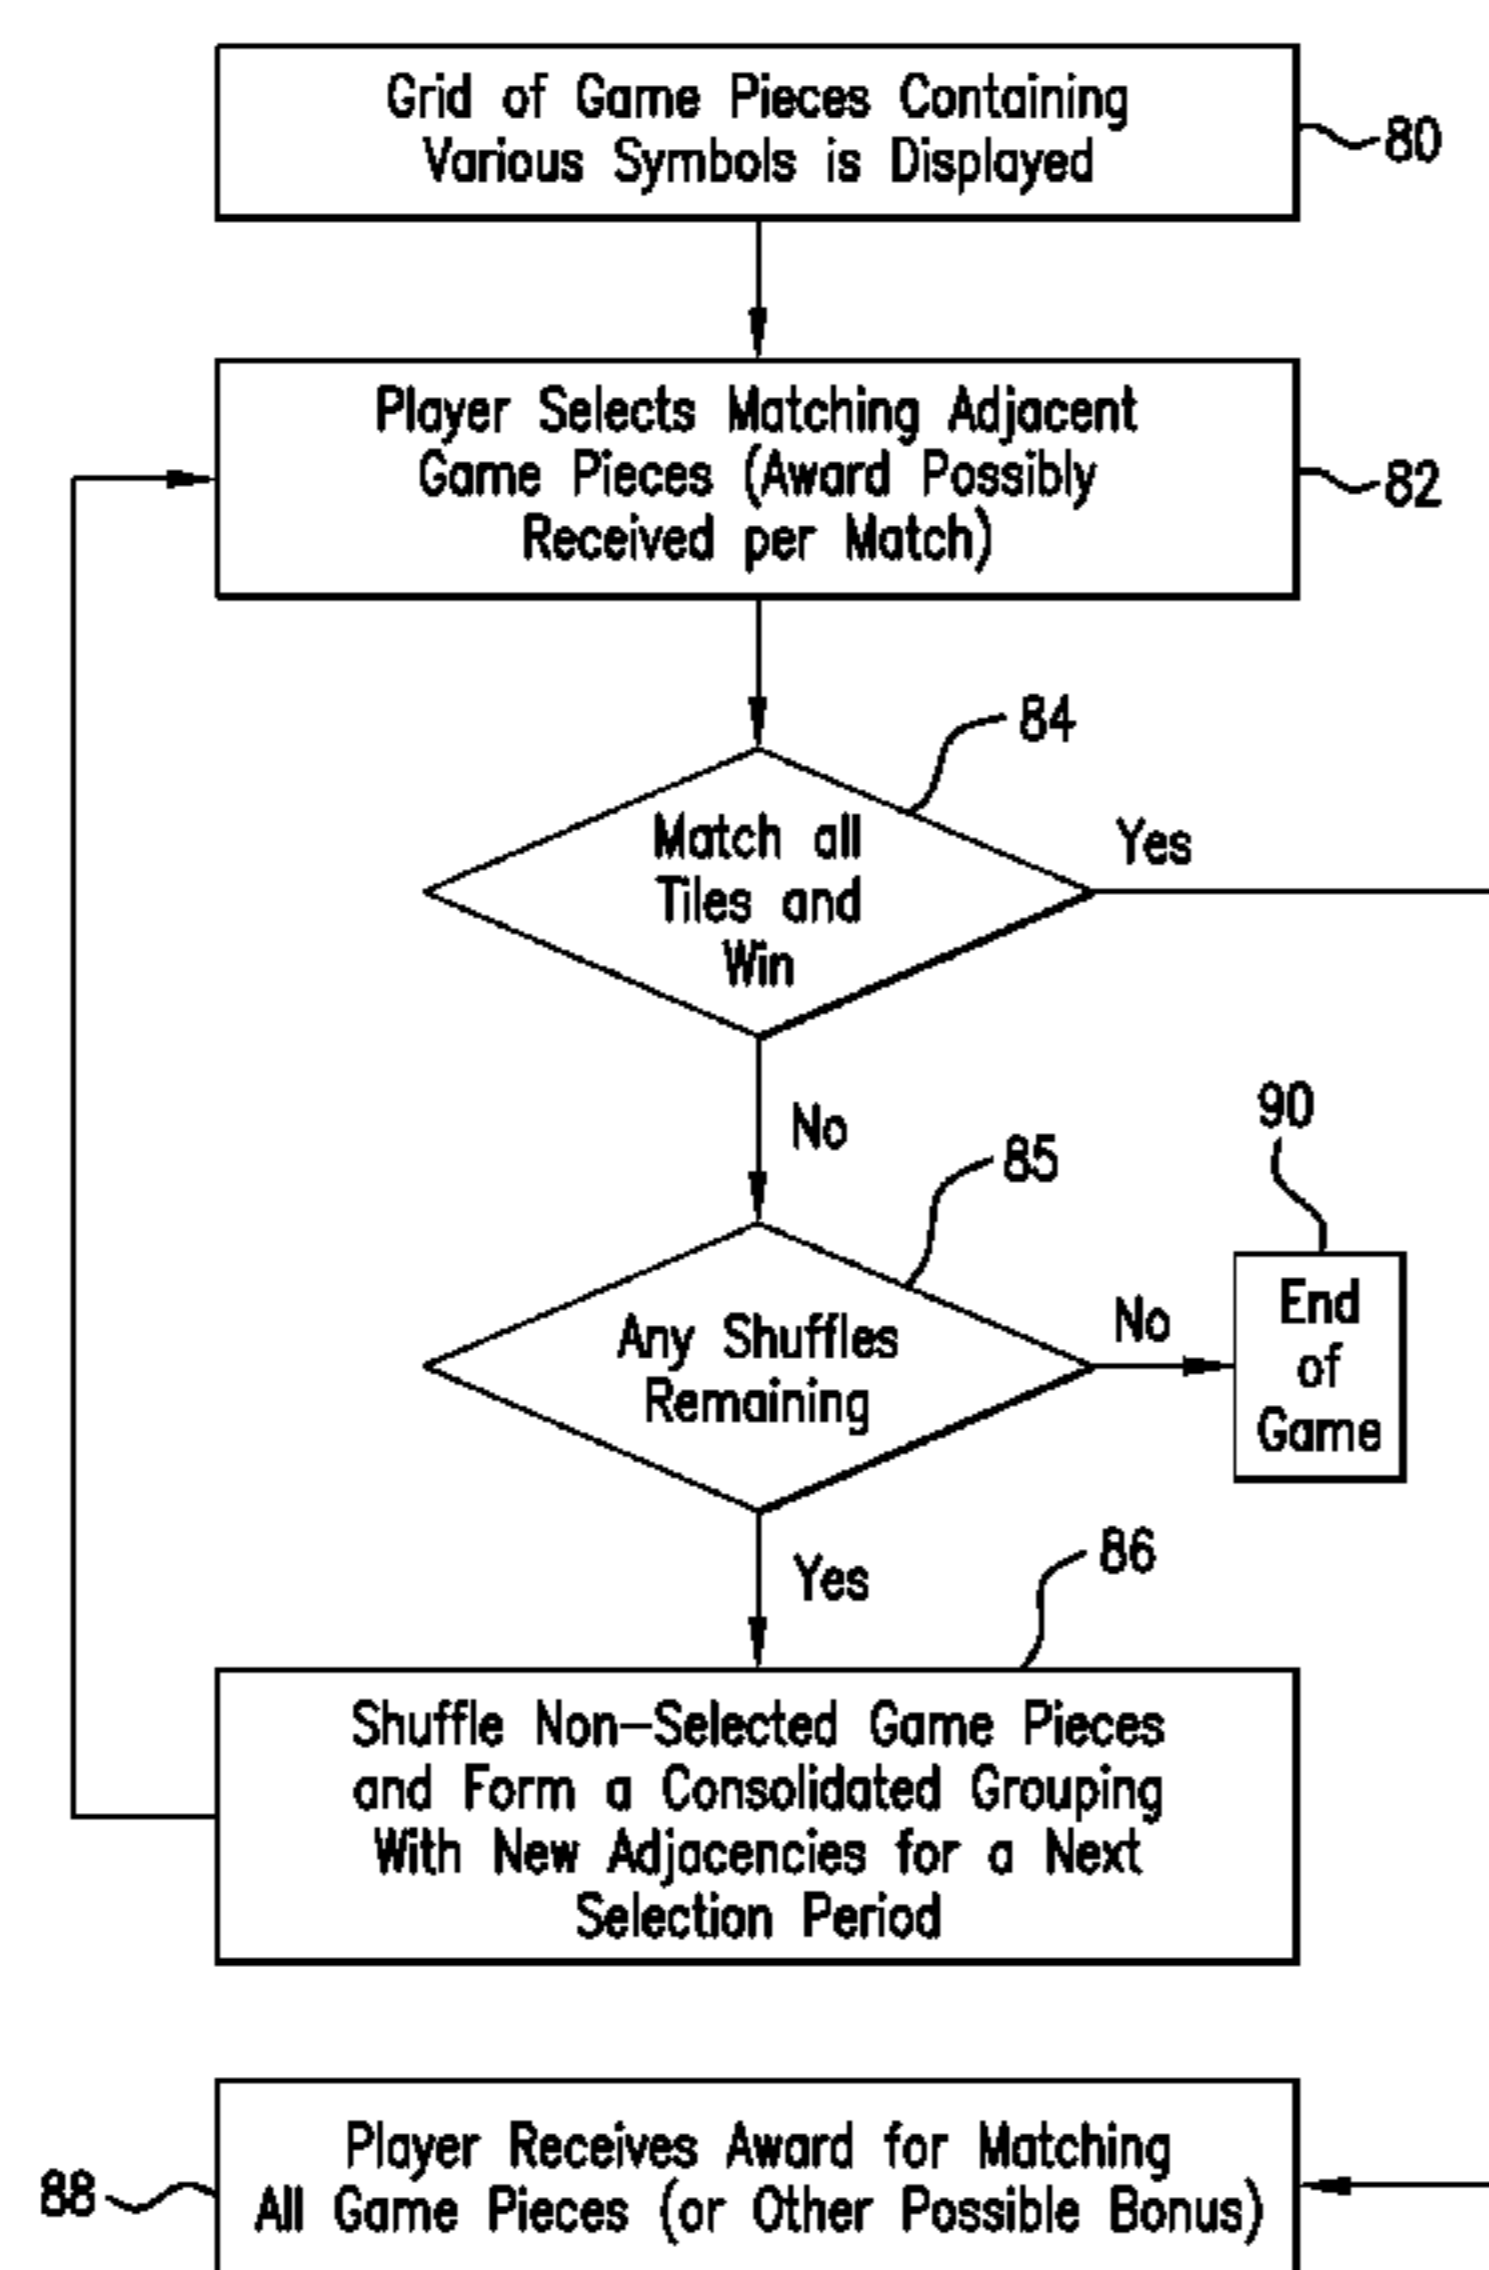 Grid of Game Pieces Containing
Various Symbols is Displayed
80
Player Selects Matching Adjacent
Game Pieces (Award Possibly
Received per Match)
82
84
Match all
Tiles and
Win
Yes
No
85
90
Any Shuffles
Remaining
No
End
of
Game
Yes
86
Shuffle Non-Selected Game Pieces
and Form a Consolidated Grouping
With New Adjacencies for a Next
Selection Period
88
Player Receives Award for Matching
All Game Pieces (or Other Possible Bonus)